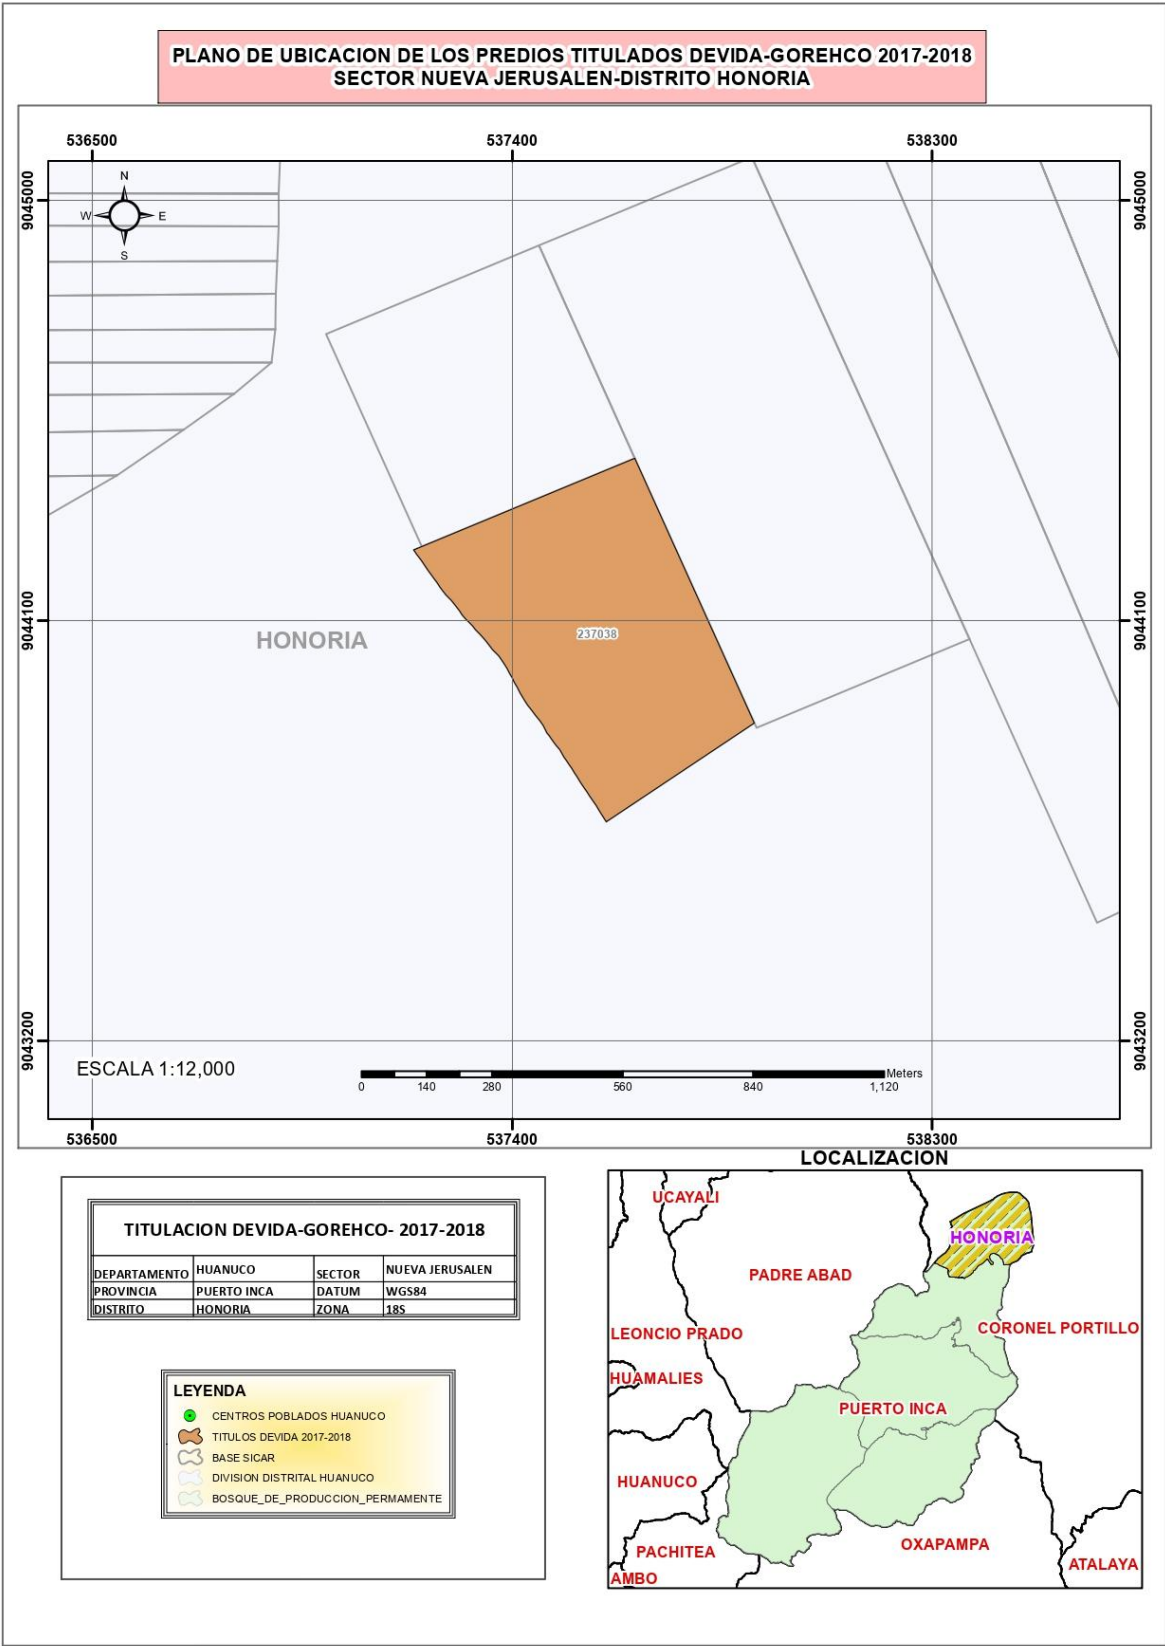 PLANO DE UBICACION DE LOS PREDIOS TITULADOS DEVIDA-GOREHCO 2017-2018
SECTOR NUEVA JERUSALEN-DISTRITO HONORIA
536500 537400 538300
9045000 9045000
N
W E
S
9044100 9044100
HONORIA
237038
9043200 9043200
ESCALA 1:12,000
Meters
0 140 280 560 840 1,120
536500 537400 538300
TITULACION DEVIDA-GOREHCO- 2017-2018
DEPARTAMENTO HUANUCO SECTOR NUEVA JERUSALEN
PROVINCIA PUERTO INCA DATUM WGS84
DISTRITO HONORIA ZONA 18S
LEYENDA
CENTROS POBLADOS HUANUCO
TITULOS DEVIDA 2017-2018
BASE SICAR
DIVISION DISTRITAL HUANUCO
BOSQUE_DE_PRODUCCION_PERMAMENTE
LOCALIZACION
UCAYALI
HONORIA
PADRE ABAD
CORONEL PORTILLO
LEONCIO PRADO
HUAMALIES
PUERTO INCA
HUANUCO
OXAPAMPA
PACHITEA
ATALAYA
AMBO